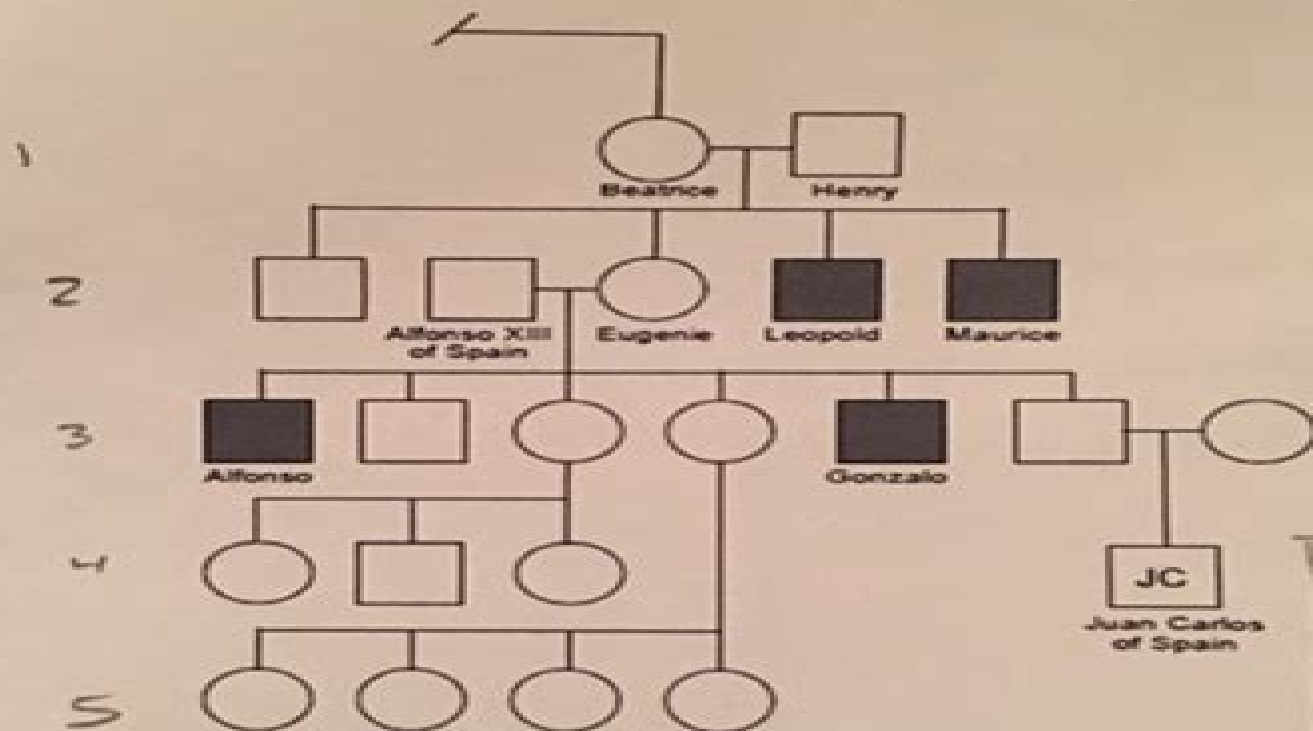 1
Beatrice Henry
2
Alfonso XIII
of Spain
Eugenie Leopold Maurice
3
Alfonso Gonzalo
4
JC
Juan Carlos
of Spain
5